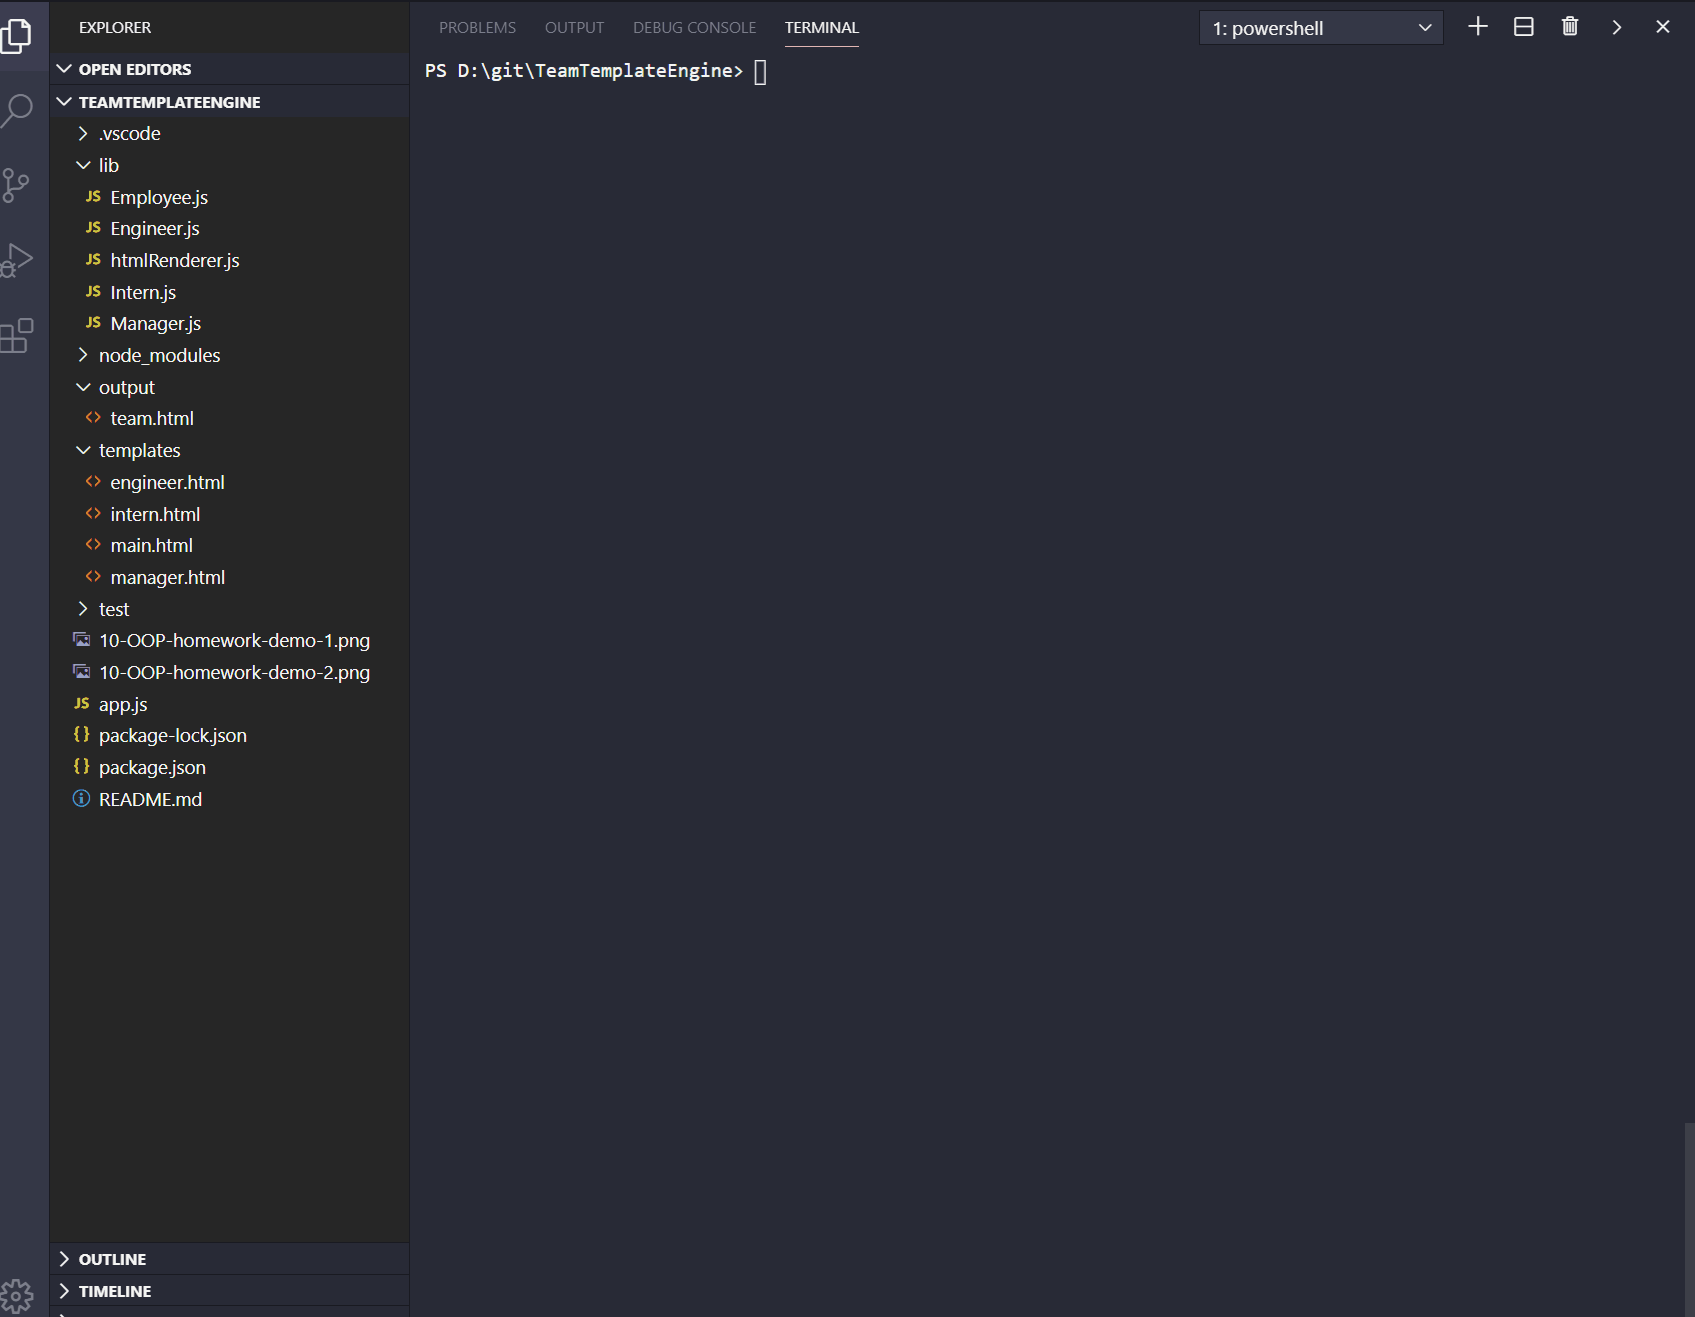 EXPLORER
OPEN EDITORS
TEAMTEMPLATEENGINE
.vscode
lib
JS Employee.js
JS Engineer.js
JS htmlRenderer.js
JS Intern.js
JS Manager.js
node_modules
output
<> team.html
templates
<> engineer.html
<> intern.html
<> main.html
<> manager.html
test
10-OOP-homework-demo-1.png
10-OOP-homework-demo-2.png
JS app.js
{} package-lock.json
{} package.json
README.md
OUTLINE
TIMELINE
PROBLEMS OUTPUT DEBUG CONSOLE TERMINAL 1: powershell
PS D:\git\TeamTemplateEngine>